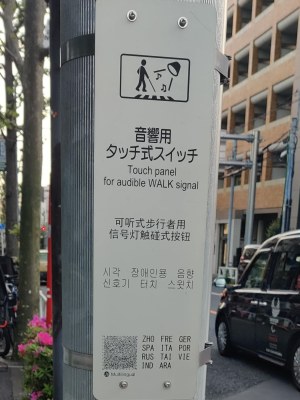 音響用
タッチ式スイッチ
Touch panel
for audible WALK signal
可听式步行者用
信号灯触碰式按钮
시각 장애인용 음향
신호기 터치 스윗치
ZHO FRE GER
SPA ITA POR
RUS TAI VIE
IND ARA